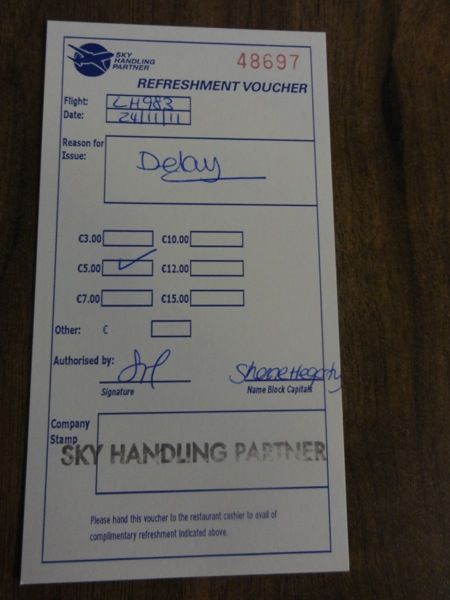 SKY
HANDLING
PARTNER
48697
REFRESHMENT VOUCHER
Flight: LH983
Date: 24/11/11
Reason for
Issue:
Delay
€3.00 €10.00
€5.00 ✓ €12.00
€7.00 €15.00
Other: €
Authorised by:
Shane Hegarty
Signature Name Block Capitals
Company
Stamp
SKY HANDLING PARTNER
Please hand this voucher to the restaurant cashier to avail of
complimentary refreshment indicated above.